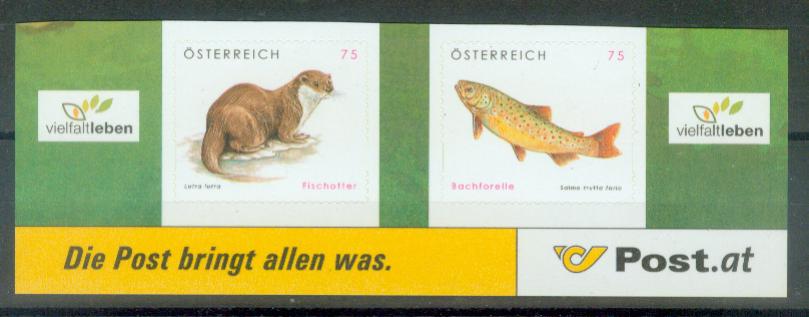 ÖSTERREICH 75
ÖSTERREICH 75
vielfaltleben
vielfaltleben
Lutra lutra Fischotter
Bachforelle Salmo trutta fario
Die Post bringt allen was.
Post.at